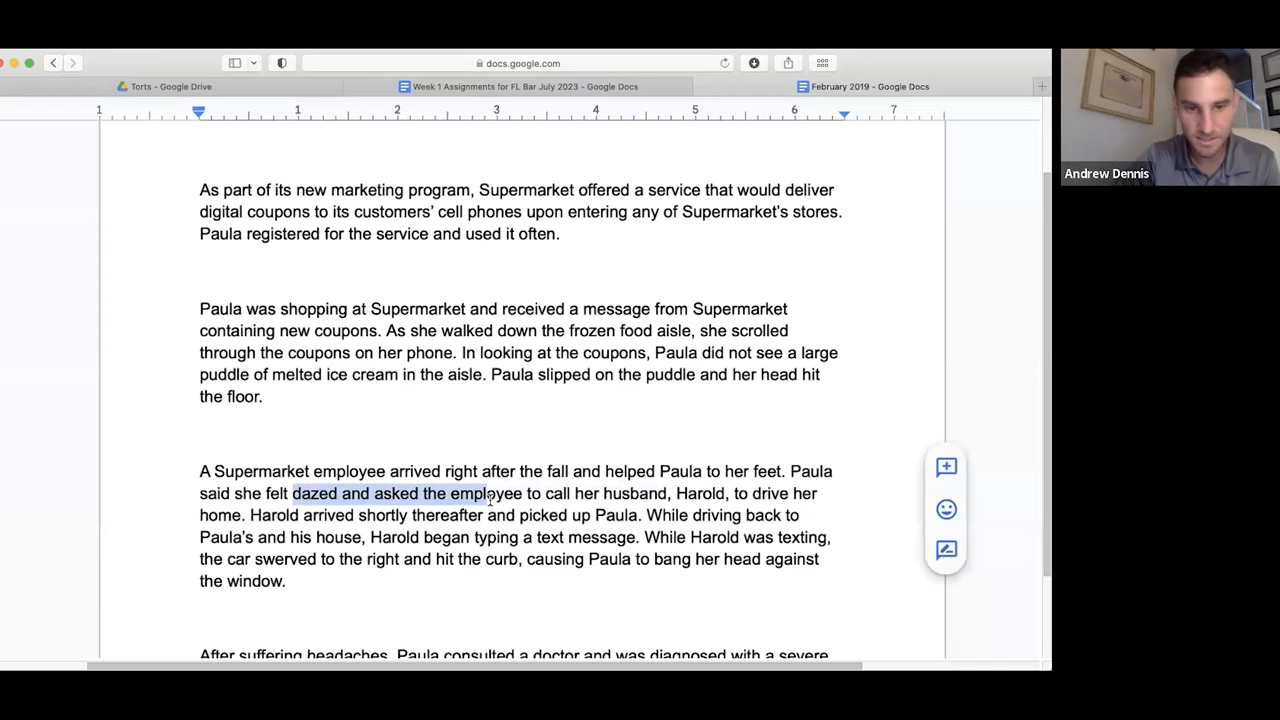 docs.google.com
Torts - Google Drive
Week 1 Assignments for FL Bar July 2023 - Google Docs
February 2019 - Google Docs
1 1 2 3 4 5 6 7
As part of its new marketing program, Supermarket offered a service that would deliver
digital coupons to its customers’ cell phones upon entering any of Supermarket’s stores.
Paula registered for the service and used it often.
Paula was shopping at Supermarket and received a message from Supermarket
containing new coupons. As she walked down the frozen food aisle, she scrolled
through the coupons on her phone. In looking at the coupons, Paula did not see a large
puddle of melted ice cream in the aisle. Paula slipped on the puddle and her head hit
the floor.
A Supermarket employee arrived right after the fall and helped Paula to her feet. Paula
said she felt dazed and asked the employee to call her husband, Harold, to drive her
home. Harold arrived shortly thereafter and picked up Paula. While driving back to
Paula’s and his house, Harold began typing a text message. While Harold was texting,
the car swerved to the right and hit the curb, causing Paula to bang her head against
the window.
After suffering headaches, Paula consulted a doctor and was diagnosed with a severe
Andrew Dennis